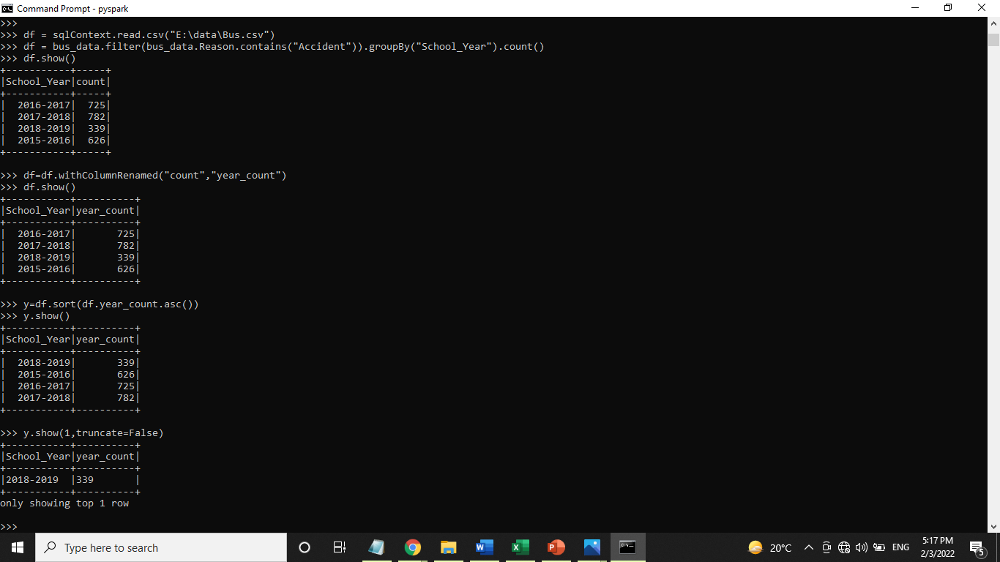 Command Prompt - pyspark
>>>
>>> df = sqlContext.read.csv("E:\data\Bus.csv")
>>> df = bus_data.filter(bus_data.Reason.contains("Accident")).groupBy("School_Year").count()
>>> df.show()
+-----------+-----+
|School_Year|count|
+-----------+-----+
|  2016-2017|  725|
|  2017-2018|  782|
|  2018-2019|  339|
|  2015-2016|  626|
+-----------+-----+
>>> df=df.withColumnRenamed("count","year_count")
>>> df.show()
+-----------+----------+
|School_Year|year_count|
+-----------+----------+
|  2016-2017|       725|
|  2017-2018|       782|
|  2018-2019|       339|
|  2015-2016|       626|
+-----------+----------+
>>> y=df.sort(df.year_count.asc())
>>> y.show()
+-----------+----------+
|School_Year|year_count|
+-----------+----------+
|  2018-2019|       339|
|  2015-2016|       626|
|  2016-2017|       725|
|  2017-2018|       782|
+-----------+----------+
>>> y.show(1,truncate=False)
+-----------+----------+
|School_Year|year_count|
+-----------+----------+
|2018-2019  |339       |
+-----------+----------+
only showing top 1 row
>>>
Type here to search
20°C
ENG
5:17 PM
2/3/2022
5